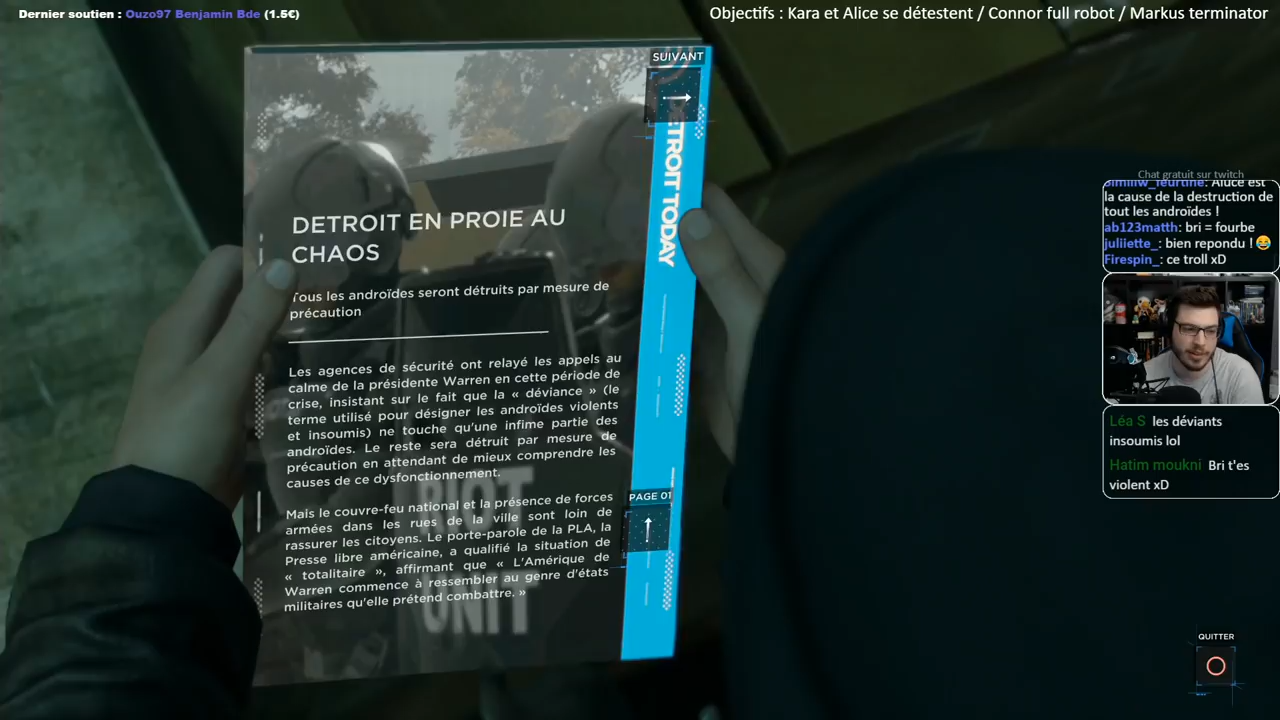 Dernier soutien : Ouzo97 Benjamin Bde (1.5€)
Objectifs : Kara et Alice se détestent / Connor full robot / Markus terminator
SUIVANT
DETROIT TODAY
DETROIT EN PROIE AU
CHAOS
Tous les androïdes seront détruits par mesure de
précaution
Les agences de sécurité ont relayé les appels au
calme de la présidente Warren en cette période de
crise, insistant sur le fait que la « déviance » (le
terme utilisé pour désigner les androïdes violents
et insoumis) ne touche qu'une infime partie des
androïdes. Le reste sera détruit par mesure de
précaution en attendant de mieux comprendre les
causes de ce dysfonctionnement.
Mais le couvre-feu national et la présence de forces
armées dans les rues de la ville sont loin de
rassurer les citoyens. Le porte-parole de la PLA, la
Presse libre américaine, a qualifié la situation de
« totalitaire », affirmant que « L'Amérique de
Warren commence à ressembler au genre d'états
militaires qu'elle prétend combattre. »
RIOT
UNIT
PAGE 01
Chat gratuit sur twitch
: Aluce est
la cause de la destruction de
tout les androïdes !
ab123matth: bri = fourbe
juliiette_: bien repondu ! 😂
Firespin_: ce troll xD
Léa S les déviants
insoumis lol
Hatim moukni Bri t'es
violent xD
QUITTER